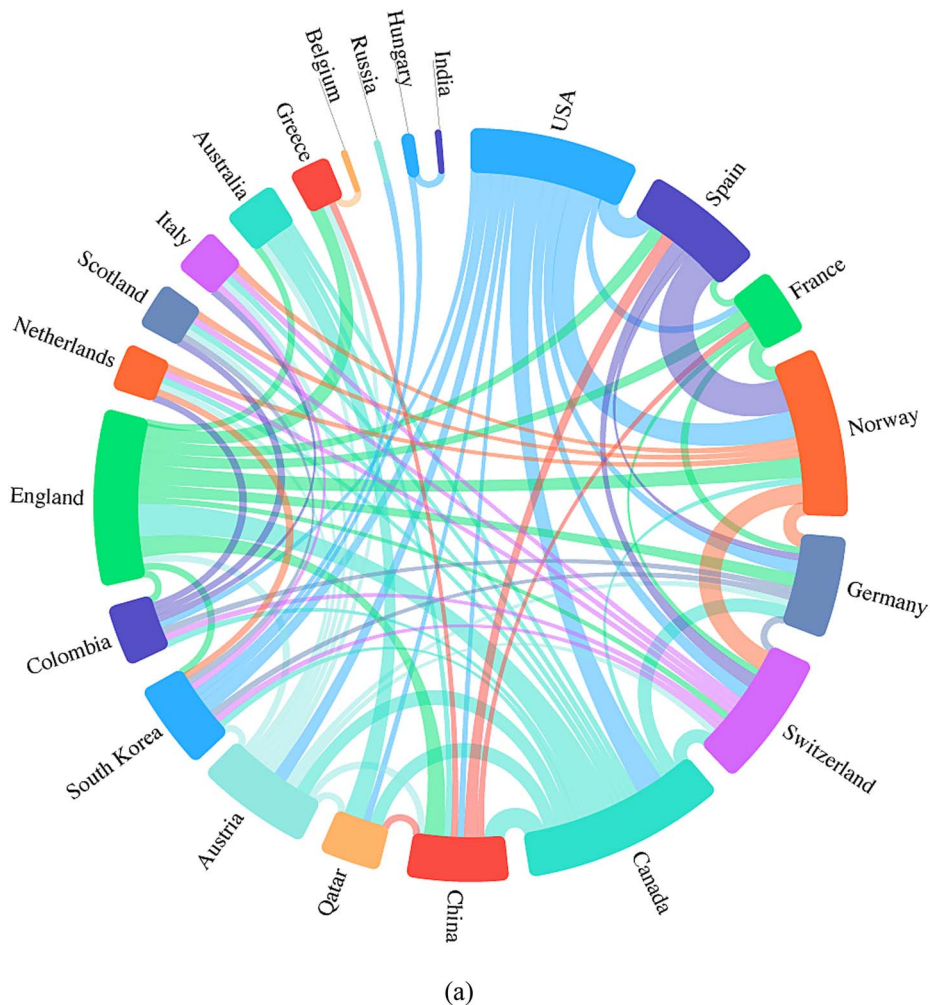 USA
Spain
France
Norway
Germany
Switzerland
Canada
China
Qatar
Austria
South Korea
Colombia
England
Netherlands
Scotland
Italy
Australia
Greece
Belgium
Russia
Hungary
India
(a)